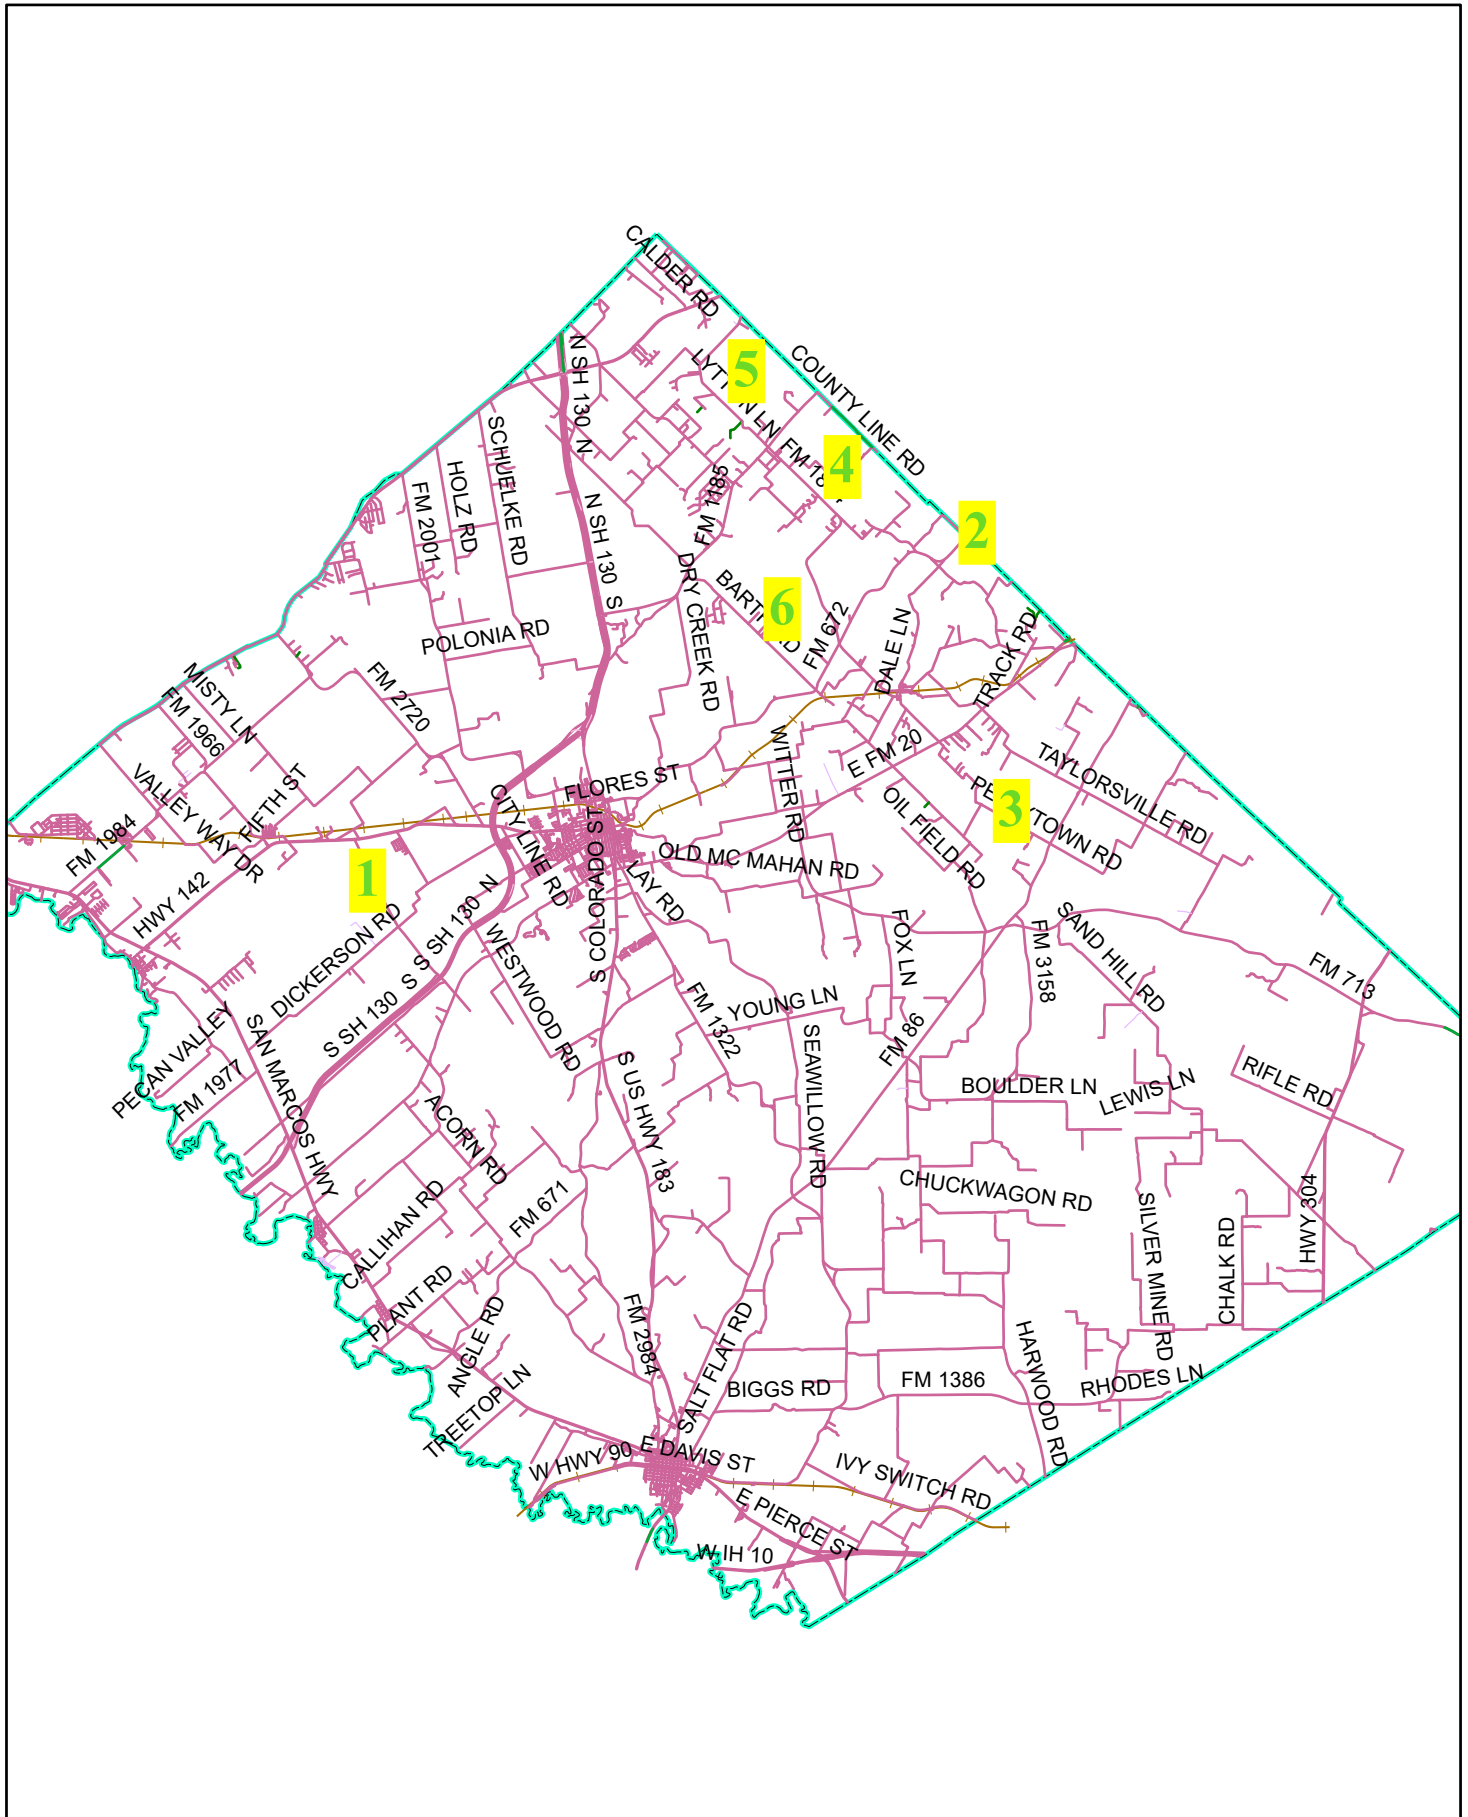 CALDER RD
N SH 130 N
LYTTON LN
5
COUNTY LINE RD
SCHUELKE RD
HOLZ RD
FM 2001
FM 1185
4
N SH 130 S
2
DRY CREEK RD
6
FM 672
DALE LN
TRACK RD
POLONIA RD
MISTY LN
FM 1966
FM 2720
VALLEY WAY DR
FIFTH ST
FM 1984
CITY LINE RD
FLORES ST
WITTER RD
E FM 20
TAYLORSVILLE RD
3
OIL FIELD RD
1
HWY 142
DICKERSON RD
S SH 130 N
S COLORADO ST
LAY RD
OLD MC MAHAN RD
FOX LN
FM 3158
SAND HILL RD
FM 713
WESTWOOD RD
S SH 130 S
PECAN VALLEY
SAN MARCOS HWY
FM 1977
FM 1322
YOUNG LN
SEAWILLOW RD
FM 86
BOULDER LN
LEWIS LN
RIFLE RD
ACORN RD
S US HWY 183
CHUCKWAGON RD
FM 671
CALLIHAN RD
SILVER MINE RD
CHALK RD
HWY 304
PLANT RD
ANGLE RD
FM 2984
SALT FLAT RD
HARWOOD RD
BIGGS RD
FM 1386
RHODES LN
TREETOP LN
W HWY 90
E DAVIS ST
IVY SWITCH RD
E PIERCE ST
W IH 10